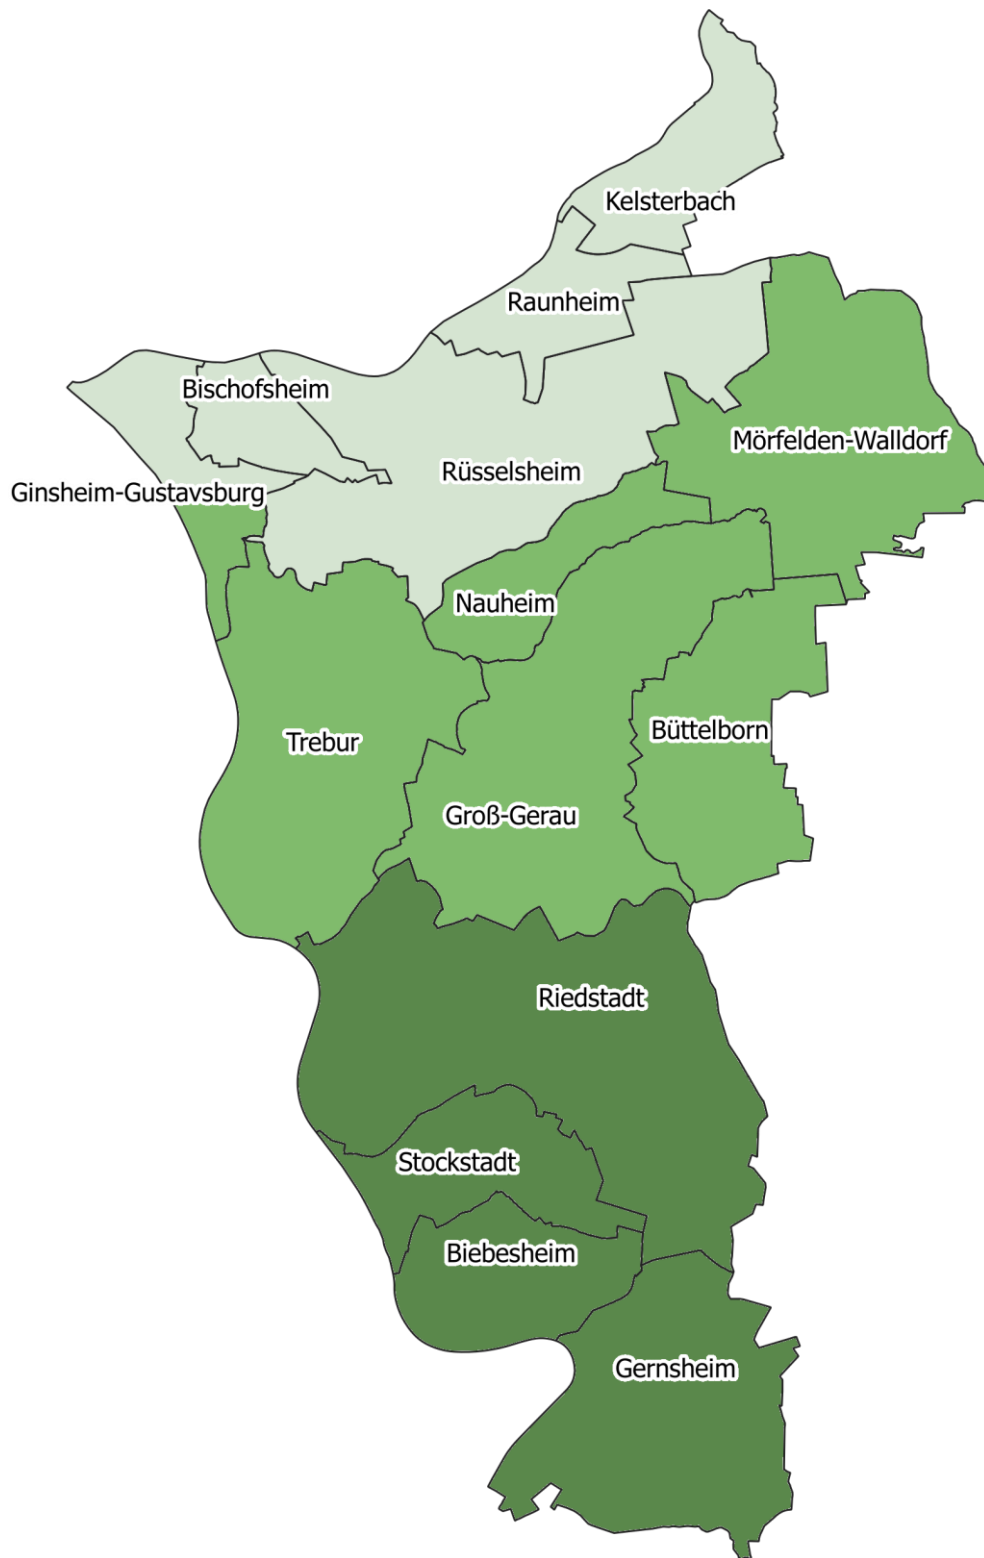 Kelsterbach
Raunheim
Bischofsheim
Mörfelden-Walldorf
Rüsselsheim
Ginsheim-Gustavsburg
Nauheim
Büttelborn
Trebur
Groß-Gerau
Riedstadt
Stockstadt
Biebesheim
Gernsheim